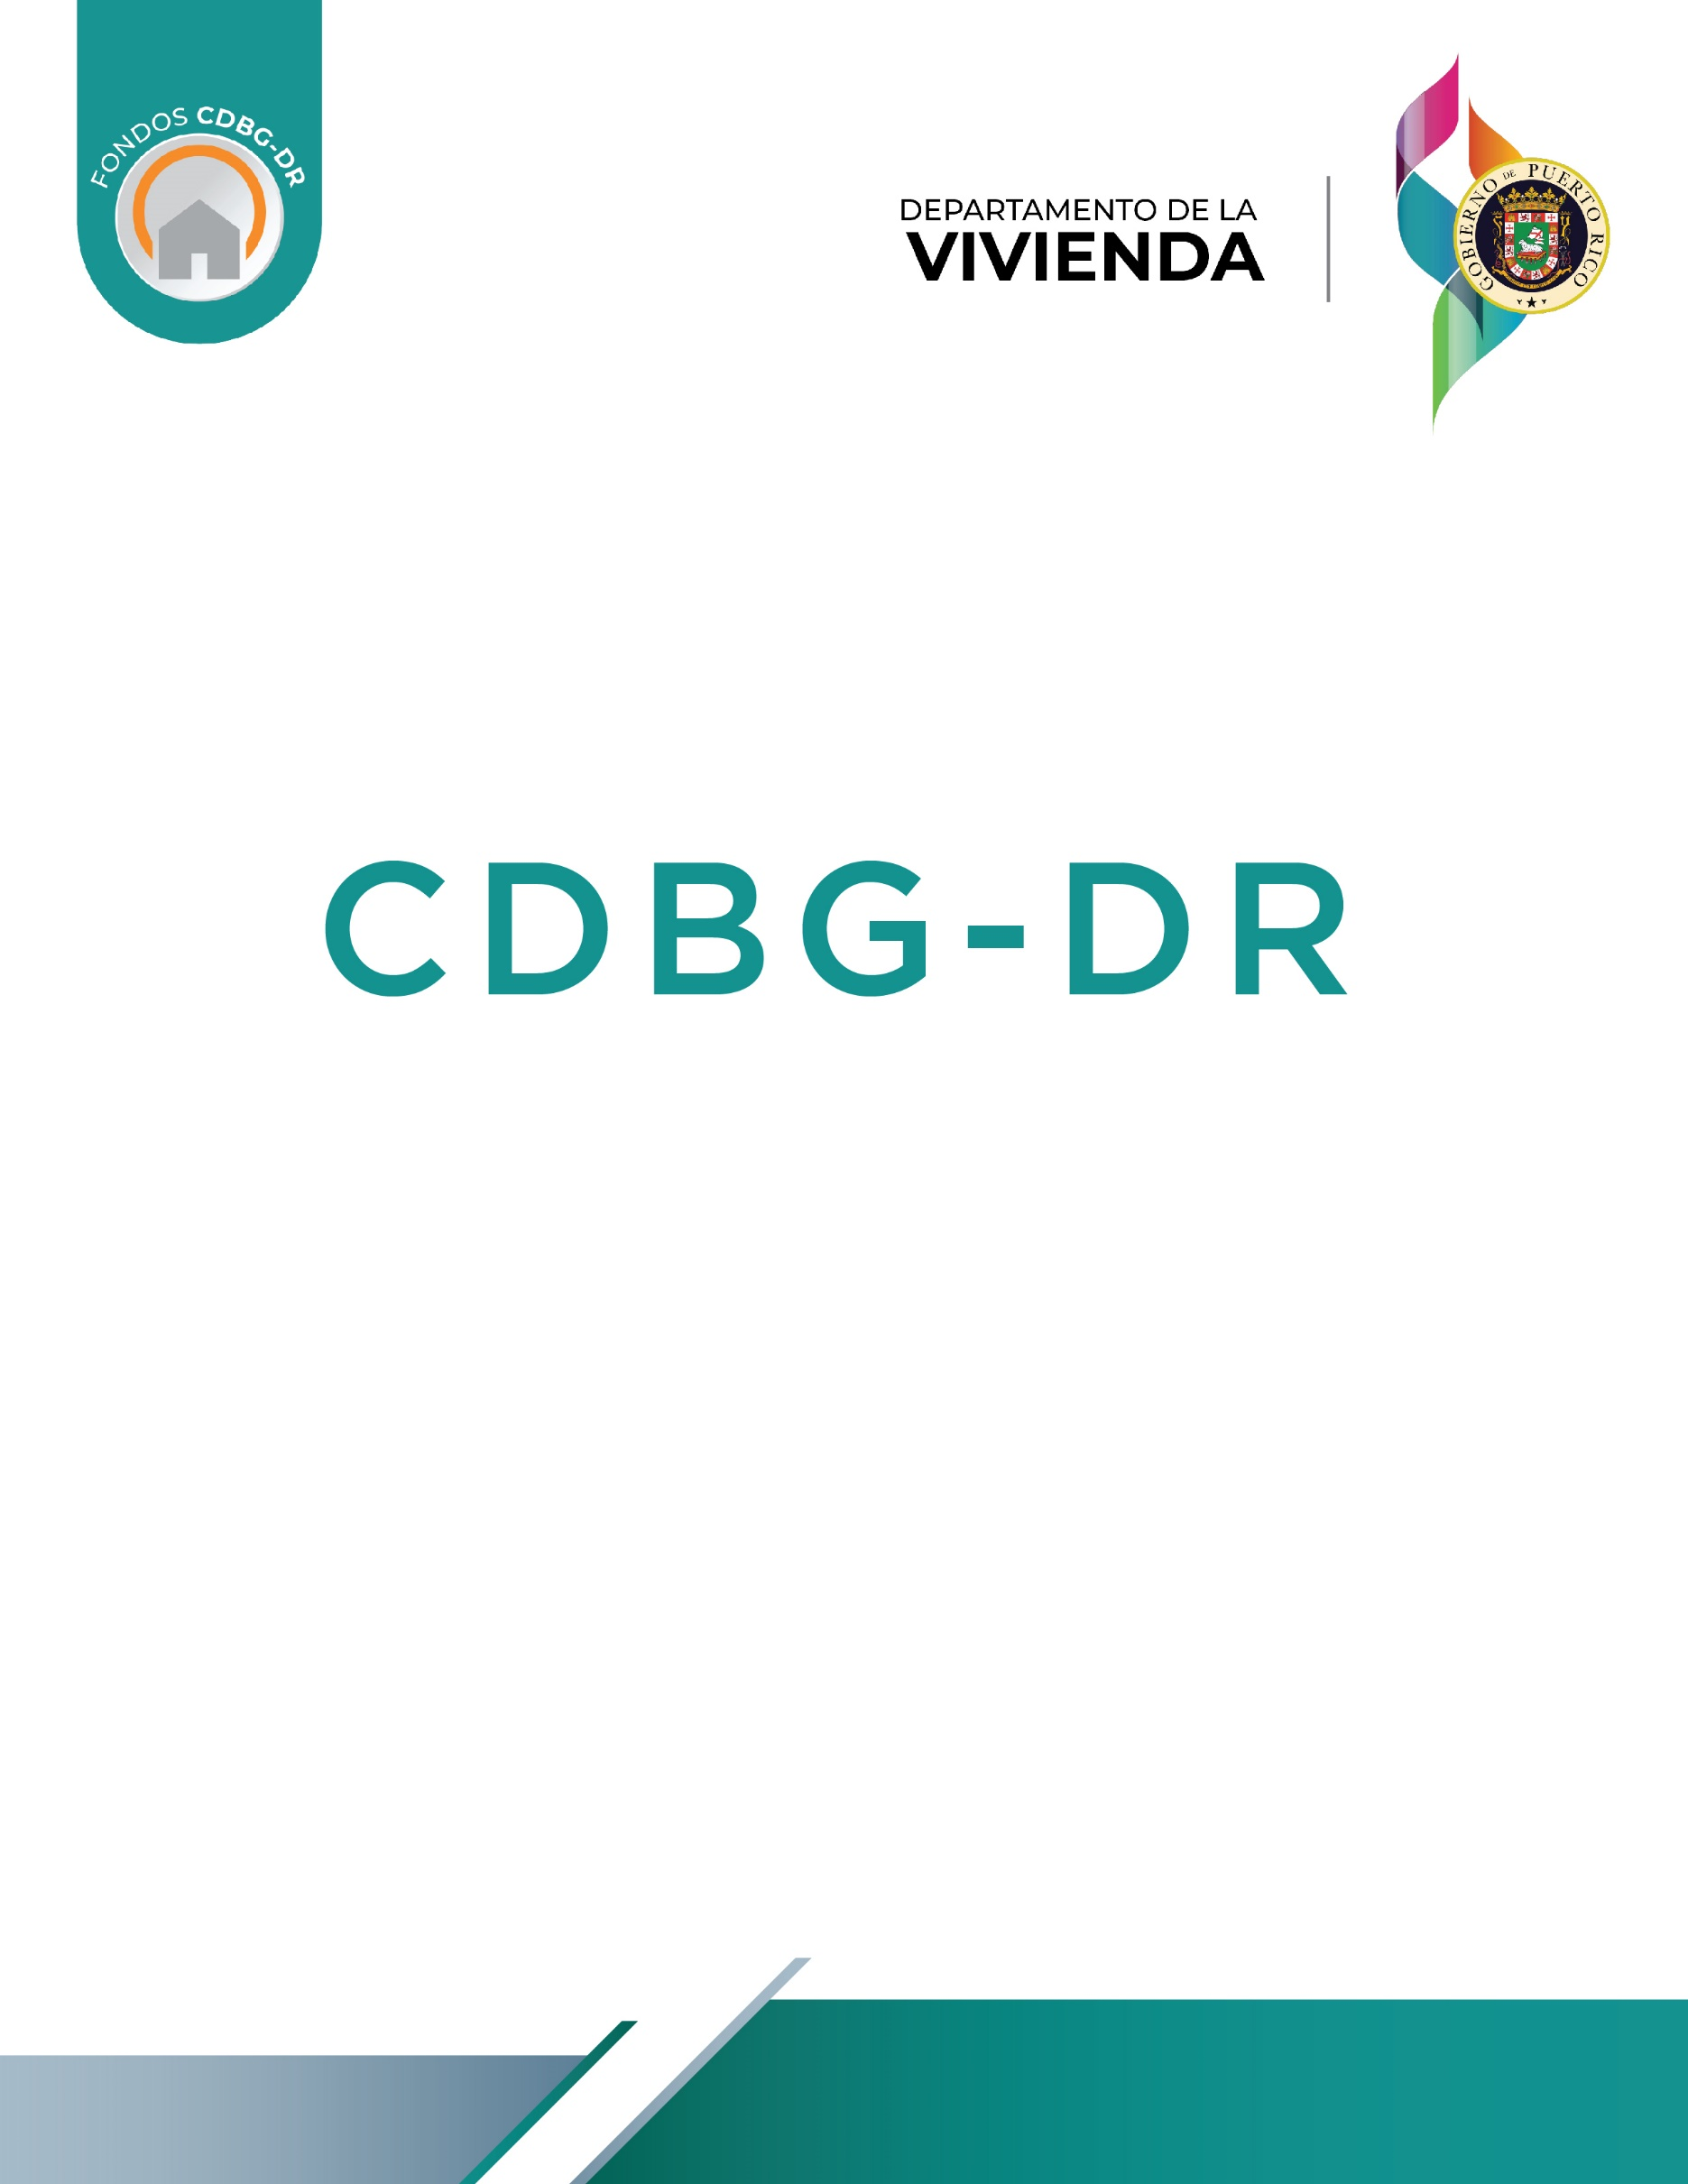 FONDOS CDBG-DR
DEPARTAMENTO DE LA
VIVIENDA
GOBIERNO DE PUERTO RICO
CDBG-DR